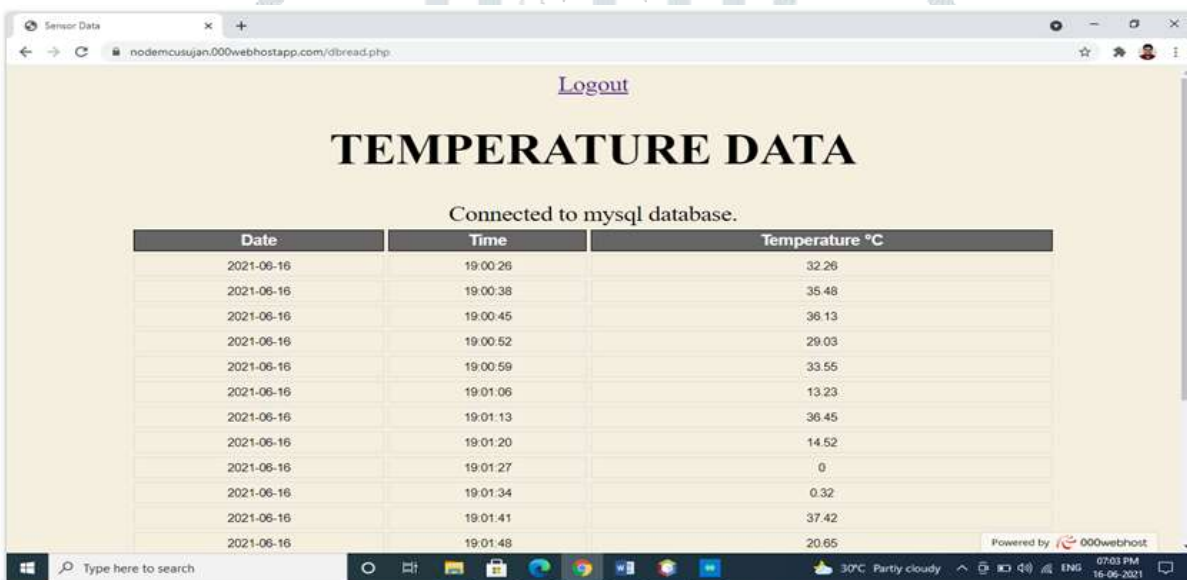 Sensor Data
nodemcusujan.000webhostapp.com/dbread.php
Logout
TEMPERATURE DATA
Connected to mysql database.
Date Time Temperature °C
2021-06-16 19:00:26 32.26
2021-06-16 19:00:38 35.48
2021-06-16 19:00:45 36.13
2021-06-16 19:00:52 29.03
2021-06-16 19:00:59 33.55
2021-06-16 19:01:06 13.23
2021-06-16 19:01:13 36.45
2021-06-16 19:01:20 14.52
2021-06-16 19:01:27 0
2021-06-16 19:01:34 0.32
2021-06-16 19:01:41 37.42
2021-06-16 19:01:48 20.65
Powered by 000webhost
Type here to search
30°C Partly cloudy
ENG
07:03 PM
16-06-2021